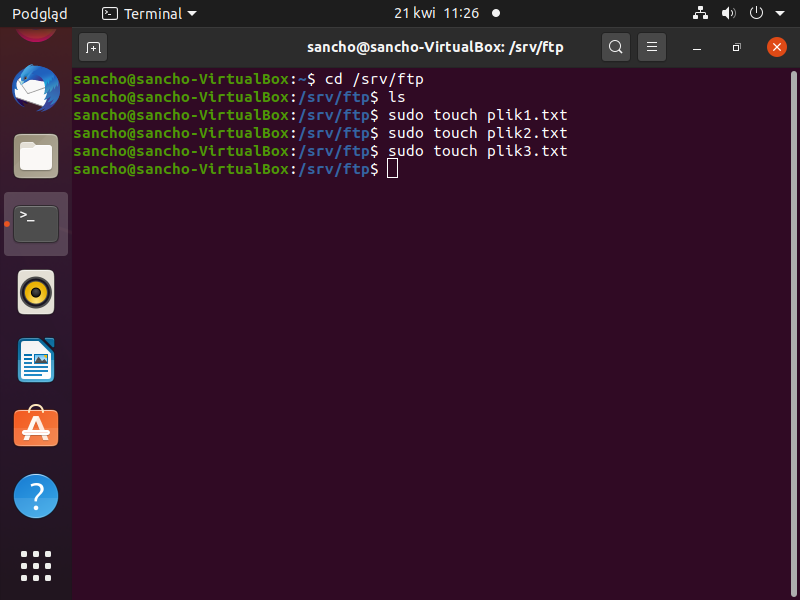 Podgląd Terminal 21 kwi 11:26
sancho@sancho-VirtualBox: /srv/ftp
sancho@sancho-VirtualBox:~$ cd /srv/ftp
sancho@sancho-VirtualBox:/srv/ftp$ ls
sancho@sancho-VirtualBox:/srv/ftp$ sudo touch plik1.txt
sancho@sancho-VirtualBox:/srv/ftp$ sudo touch plik2.txt
sancho@sancho-VirtualBox:/srv/ftp$ sudo touch plik3.txt
sancho@sancho-VirtualBox:/srv/ftp$